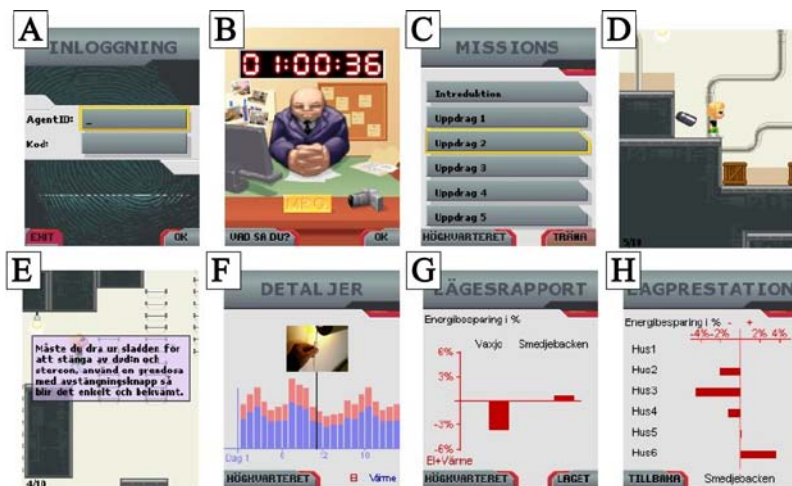 A
INLOGGNING
AgentID:
Kod:
EXIT
OK
B
01:00:36
VAD SA DU?
OK
C
MISSIONS
Introduktion
Uppdrag 1
Uppdrag 2
Uppdrag 3
Uppdrag 4
Uppdrag 5
HÖGKVARTERET
TRÄNA
D
E
Måste du dra ur sladden för
att stänga av dvd:n och
stereon, använd en grendosa
med avstängningsknapp så
blir det enkelt och bekvämt.
4/10
F
DETALJER
Dag 1
HÖGKVARTERET
El
Värme
G
LÄGESRAPPORT
Energibesparing i %
Vaxjo
Smedjebacken
6%
-3%
-6%
El+Värme
HÖGKVARTERET
LAGET
H
LAGPRESTATION
Energibesparing i %
- +
-4% -2% 2% 4%
Hus1
Hus2
Hus3
Hus4
Hus5
Hus6
TILLBAKA
Smedjebacken